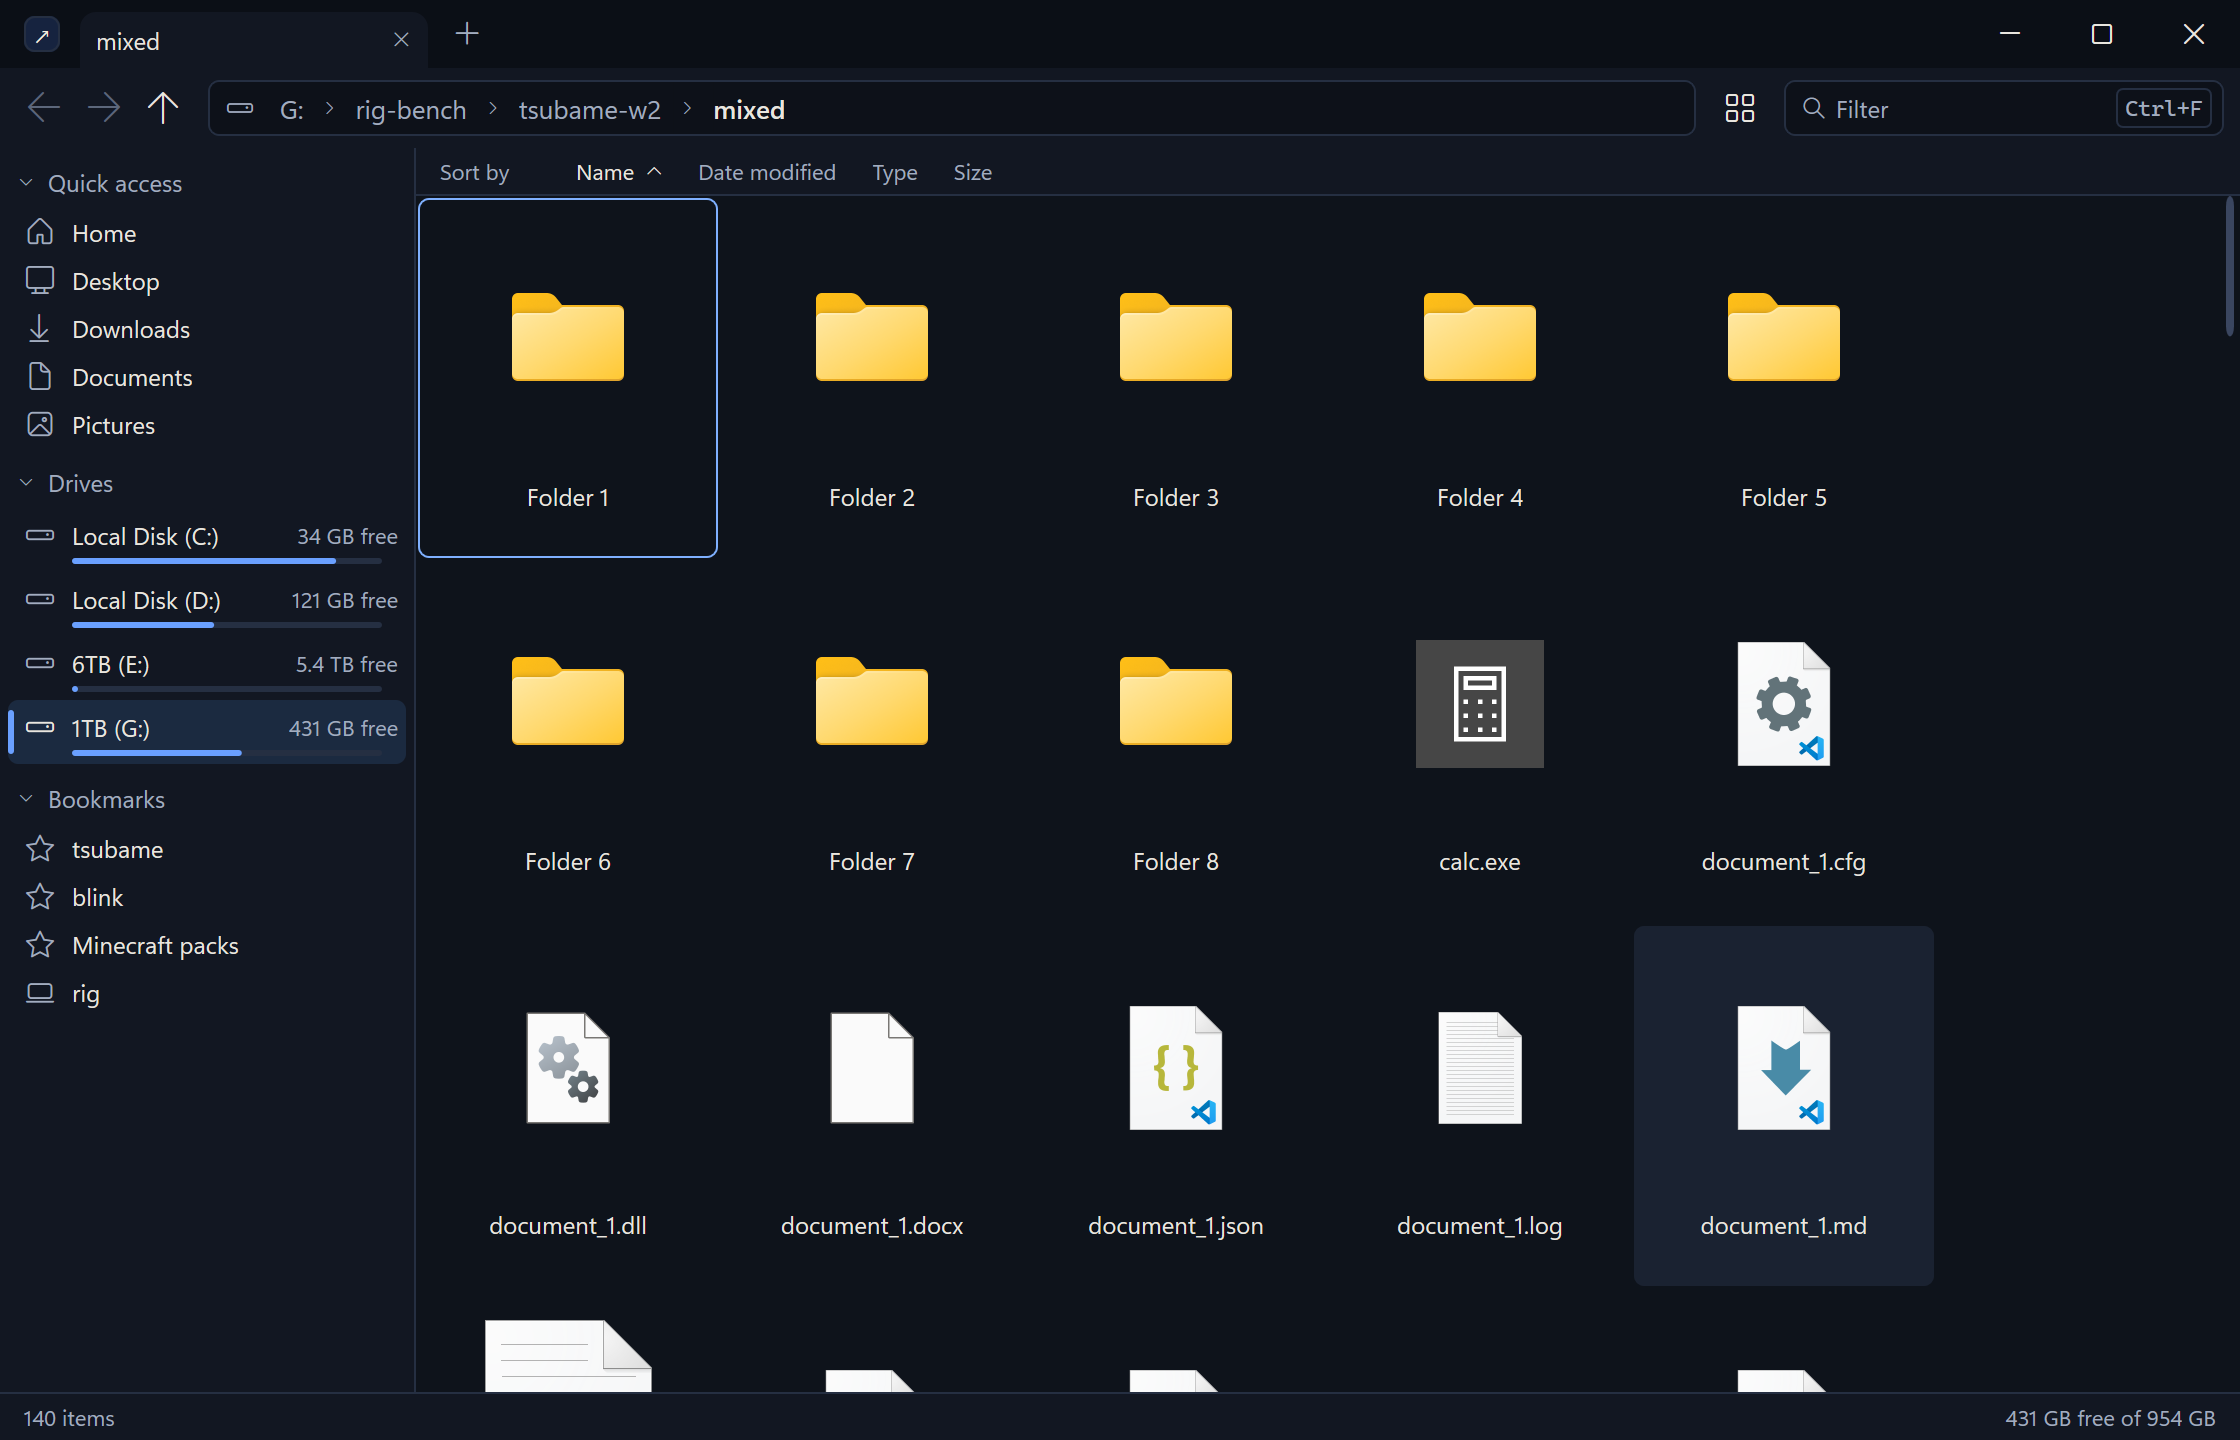 mixed
G:
rig-bench
tsubame-w2
mixed
Filter
Ctrl+F
Quick access
Home
Desktop
Downloads
Documents
Pictures
Drives
Local Disk (C:) 34 GB free
Local Disk (D:) 121 GB free
6TB (E:) 5.4 TB free
1TB (G:) 431 GB free
Bookmarks
tsubame
blink
Minecraft packs
rig
Sort by Name Date modified Type Size
Folder 1
Folder 2
Folder 3
Folder 4
Folder 5
Folder 6
Folder 7
Folder 8
calc.exe
document_1.cfg
document_1.dll
document_1.docx
document_1.json
document_1.log
document_1.md
140 items
431 GB free of 954 GB